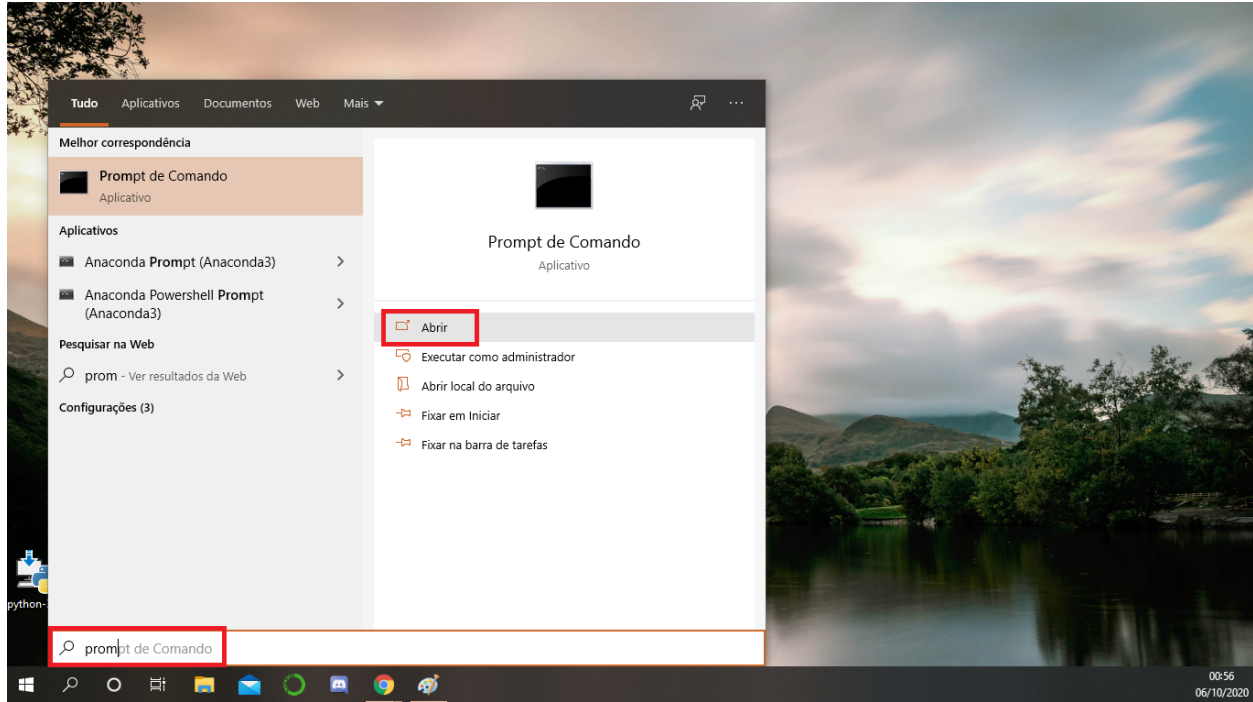 Tudo Aplicativos Documentos Web Mais
Melhor correspondência
Prompt de Comando
Aplicativo
Aplicativos
Anaconda Prompt (Anaconda3)
Anaconda Powershell Prompt
(Anaconda3)
Pesquisar na Web
prom - Ver resultados da Web
Configurações (3)
Prompt de Comando
Aplicativo
Abrir
Executar como administrador
Abrir local do arquivo
Fixar em Iniciar
Fixar na barra de tarefas
python-
prompt de Comando
00:56
06/10/2020